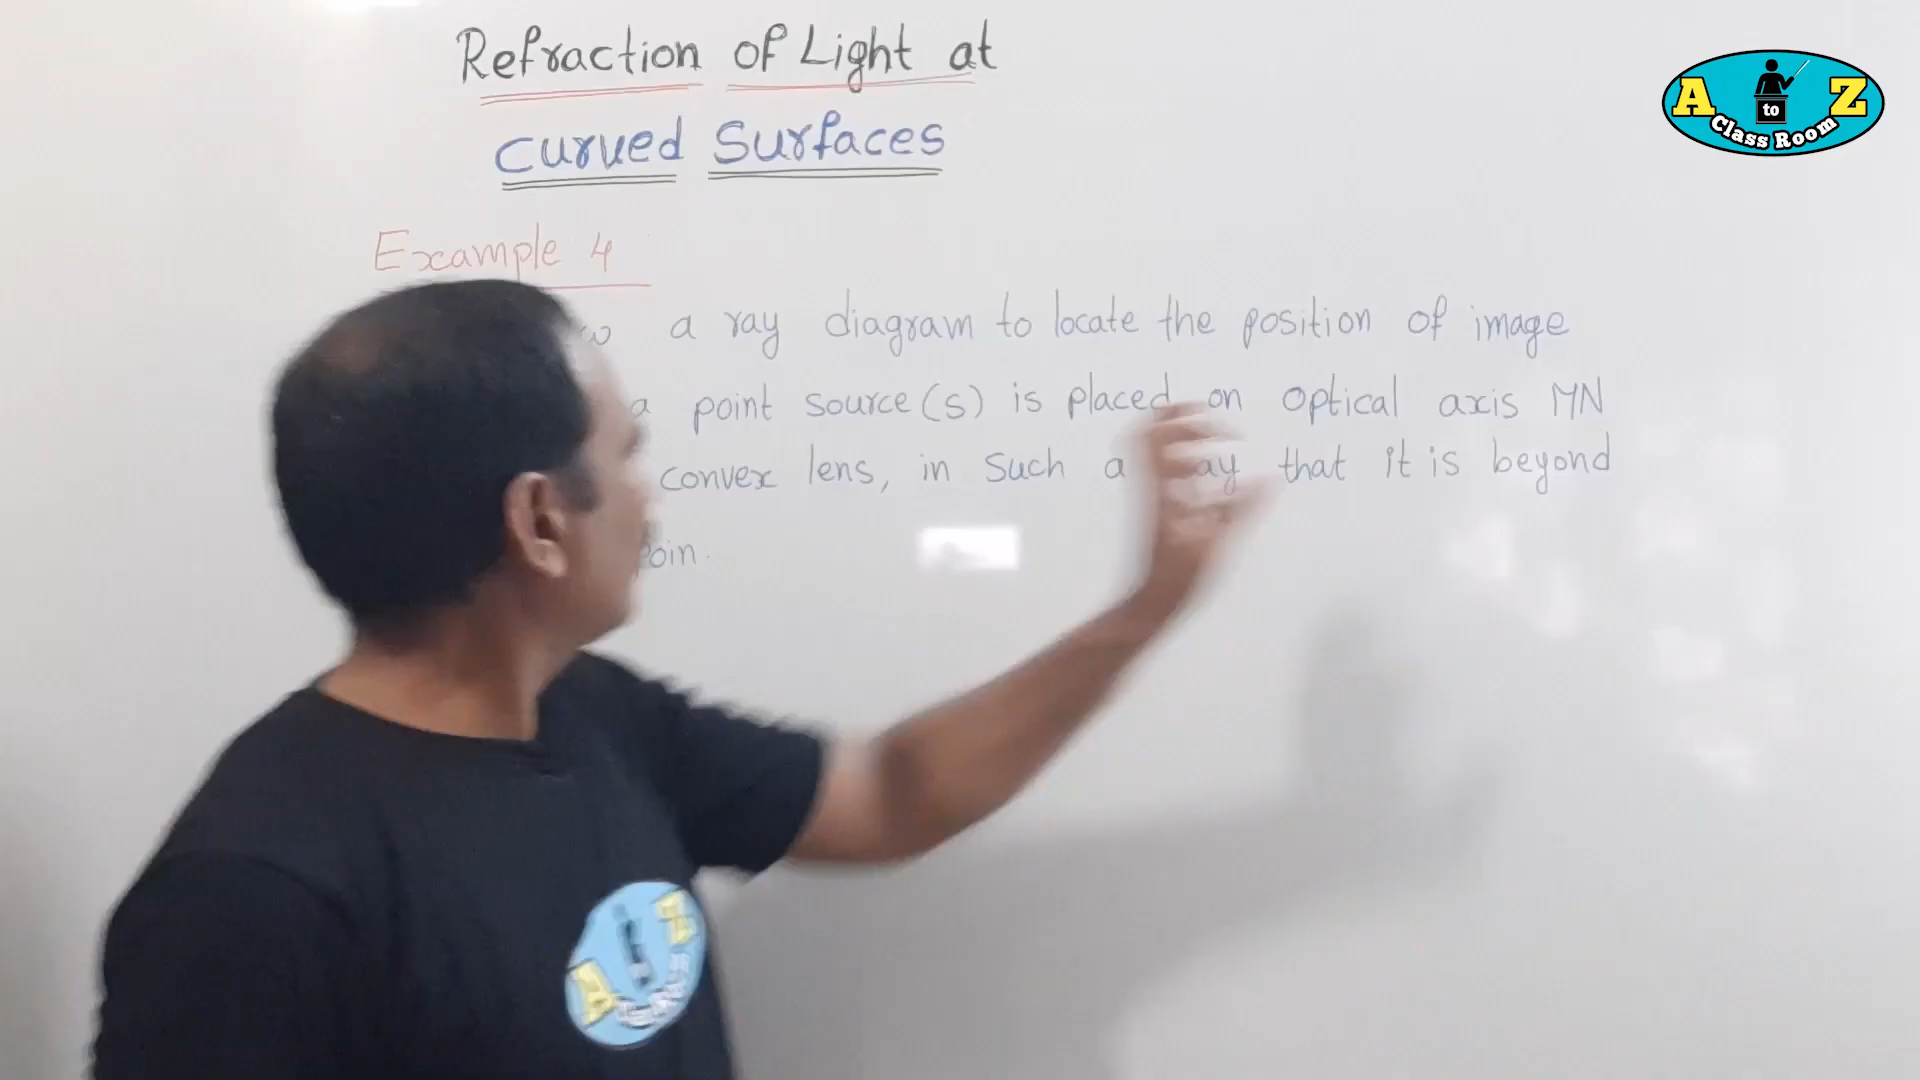 Refraction of Light at
Curved Surfaces
A to Z
Class Room
Example 4
a ray diagram to locate the position of image
a point source (s) is placed on optical axis MN
convex lens, in such a that it is beyond
poin.
A Z